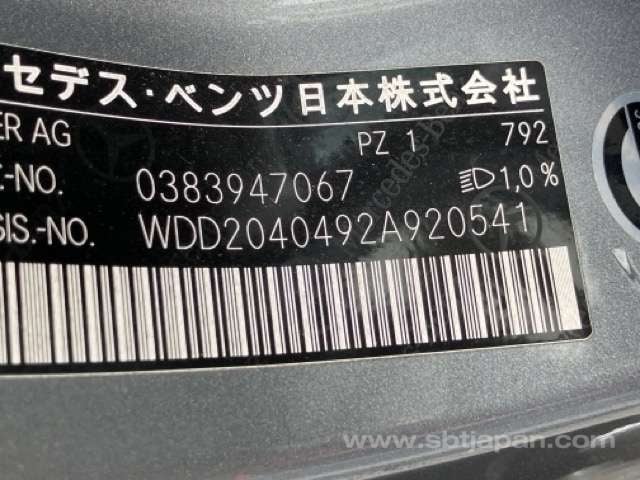 セデス・ベンツ日本株式会社
ER AG PZ 1 792
-NO. 0383947067 1,0%
SIS.-NO. WDD2040492A920541
www.sbtjapan.com